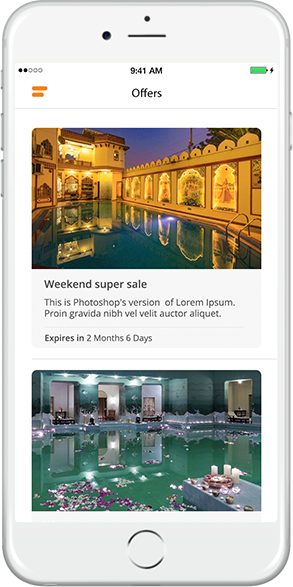 9:41 AM
Offers
Weekend super sale
This is Photoshop's version of Lorem Ipsum.
Proin gravida nibh vel velit auctor aliquet.
Expires in 2 Months 6 Days